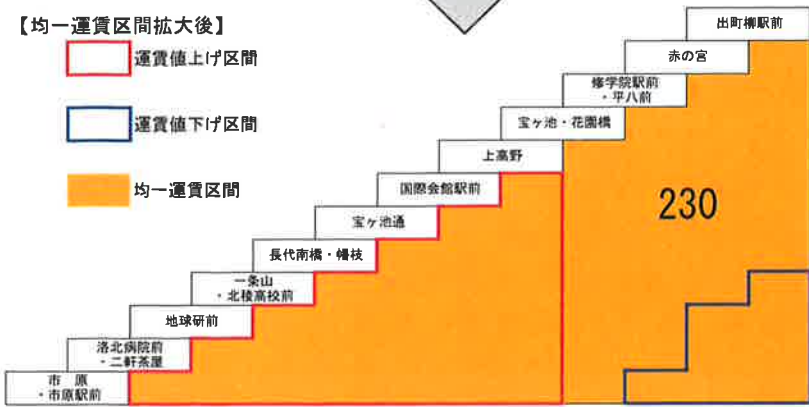 【均一運賃区間拡大後】
運賃値上げ区間
運賃値下げ区間
均一運賃区間
出町柳駅前
赤の宮
修学院駅前
・平八前
宝ヶ池・花園橋
上高野
国際会館駅前
宝ヶ池通
長代南橋・幡枝
一条山
・北稜高校前
地球研前
洛北病院前
・二軒茶屋
市　原
・市原駅前
230